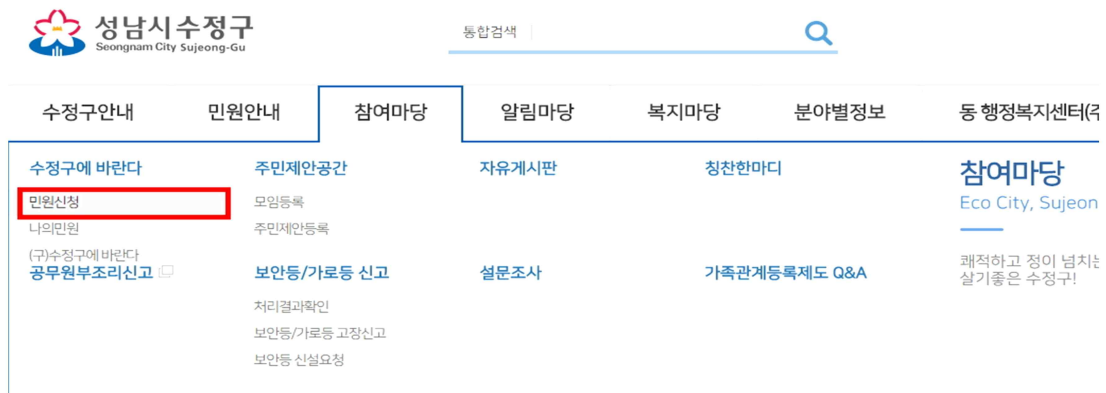 성남시수정구
Seongnam City Sujeong-Gu
통합검색
수정구안내 민원안내 참여마당 알림마당 복지마당 분야별정보 동 행정복지센터(주
수정구에 바란다 주민제안공간 자유게시판 칭찬한마디
민원신청 모임등록
나의민원 주민제안등록
(구)수정구에 바란다
공무원부조리신고 보안등/가로등 신고 설문조사 가족관계등록제도 Q&A
처리결과확인
보안등/가로등 고장신고
보안등 신설요청
참여마당
Eco City, Sujeon
쾌적하고 정이 넘치는
살기좋은 수정구!